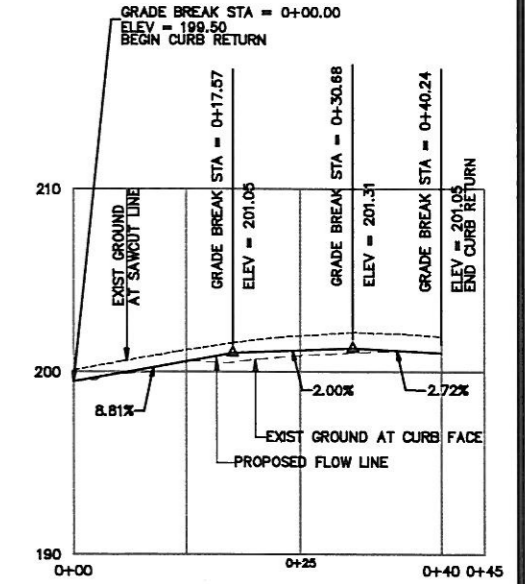 GRADE BREAK STA = 0+00.00
ELEV = 199.50
BEGIN CURB RETURN
GRADE BREAK STA = 0+17.57
ELEV = 201.05
GRADE BREAK STA = 0+30.68
ELEV = 201.31
GRADE BREAK STA = 0+40.24
ELEV = 201.05
END CURB RETURN
210
EXIST GROUND
AT SAWCUT LINE
200
8.81%
2.00%
2.72%
EXIST GROUND AT CURB FACE
PROPOSED FLOW LINE
190
0+00
0+25
0+40
0+45